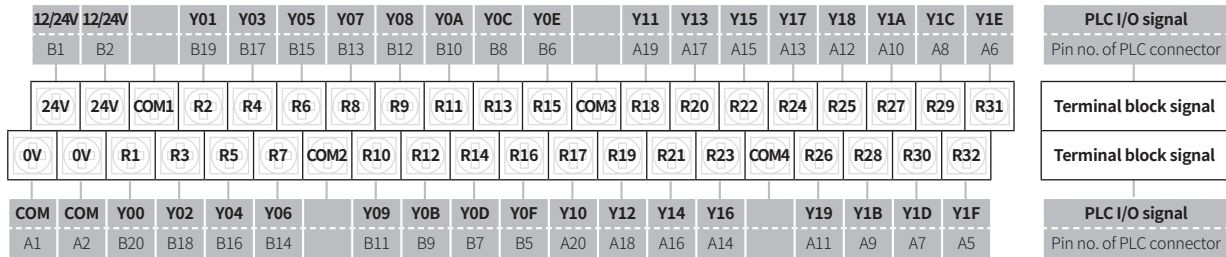 12/24V 12/24V Y01 Y03 Y05 Y07 Y08 Y0A Y0C Y0E Y11 Y13 Y15 Y17 Y18 Y1A Y1C Y1E PLC I/O signal
B1 B2 B19 B17 B15 B13 B12 B10 B8 B6 A19 A17 A15 A13 A12 A10 A8 A6 Pin no. of PLC connector
24V 24V COM1 R2 R4 R6 R8 R9 R11 R13 R15 COM3 R18 R20 R22 R24 R25 R27 R29 R31 Terminal block signal
0V 0V R1 R3 R5 R7 COM2 R10 R12 R14 R16 R17 R19 R21 R23 COM4 R26 R28 R30 R32 Terminal block signal
COM COM Y00 Y02 Y04 Y06 Y09 Y0B Y0D Y0F Y10 Y12 Y14 Y16 Y19 Y1B Y1D Y1F PLC I/O signal
A1 A2 B20 B18 B16 B14 B11 B9 B7 B5 A20 A18 A16 A14 A11 A9 A7 A5 Pin no. of PLC connector